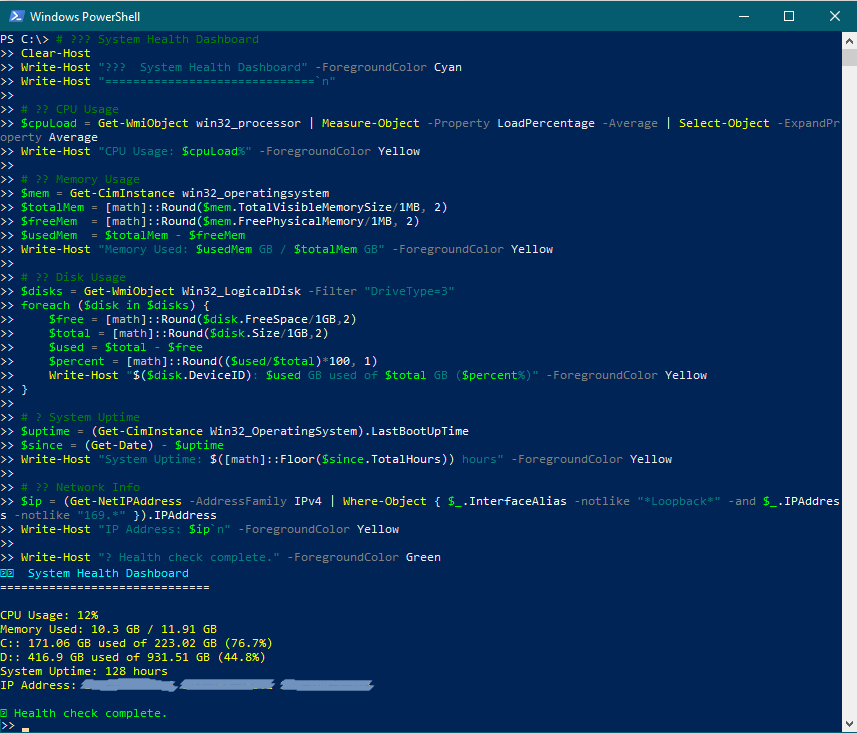 Windows PowerShell
PS C:\> # ??? System Health Dashboard
>> Clear-Host
>> Write-Host "???  System Health Dashboard" -ForegroundColor Cyan
>> Write-Host "==============================`n"
>>
>> # ?? CPU Usage
>> $cpuLoad = Get-WmiObject win32_processor | Measure-Object -Property LoadPercentage -Average | Select-Object -ExpandPr
operty Average
>> Write-Host "CPU Usage: $cpuLoad%" -ForegroundColor Yellow
>>
>> # ?? Memory Usage
>> $mem = Get-CimInstance win32_operatingsystem
>> $totalMem = [math]::Round($mem.TotalVisibleMemorySize/1MB, 2)
>> $freeMem  = [math]::Round($mem.FreePhysicalMemory/1MB, 2)
>> $usedMem  = $totalMem - $freeMem
>> Write-Host "Memory Used: $usedMem GB / $totalMem GB" -ForegroundColor Yellow
>>
>> # ?? Disk Usage
>> $disks = Get-WmiObject Win32_LogicalDisk -Filter "DriveType=3"
>> foreach ($disk in $disks) {
>>     $free = [math]::Round($disk.FreeSpace/1GB,2)
>>     $total = [math]::Round($disk.Size/1GB,2)
>>     $used = $total - $free
>>     $percent = [math]::Round(($used/$total)*100, 1)
>>     Write-Host "$($disk.DeviceID): $used GB used of $total GB ($percent%)" -ForegroundColor Yellow
>> }
>>
>> # ? System Uptime
>> $uptime = (Get-CimInstance Win32_OperatingSystem).LastBootUpTime
>> $since = (Get-Date) - $uptime
>> Write-Host "System Uptime: $([math]::Floor($since.TotalHours)) hours" -ForegroundColor Yellow
>>
>> # ?? Network Info
>> $ip = (Get-NetIPAddress -AddressFamily IPv4 | Where-Object { $_.InterfaceAlias -notlike "*Loopback*" -and $_.IPAddres
s -notlike "169.*" }).IPAddress
>> Write-Host "IP Address: $ip`n" -ForegroundColor Yellow
>>
>> Write-Host "? Health check complete." -ForegroundColor Green
System Health Dashboard
==============================
CPU Usage: 12%
Memory Used: 10.3 GB / 11.91 GB
C:: 171.06 GB used of 223.02 GB (76.7%)
D:: 416.9 GB used of 931.51 GB (44.8%)
System Uptime: 128 hours
IP Address:
Health check complete.
>>